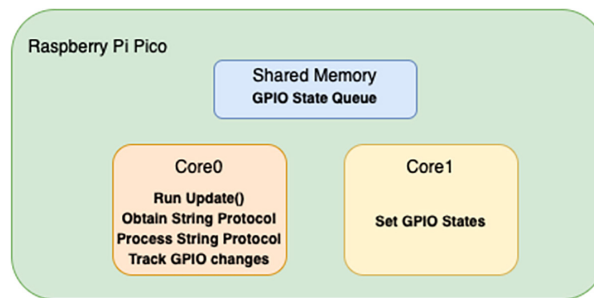 Raspberry Pi Pico
Shared Memory
GPIO State Queue
Core0
Run Update()
Obtain String Protocol
Process String Protocol
Track GPIO changes
Core1
Set GPIO States